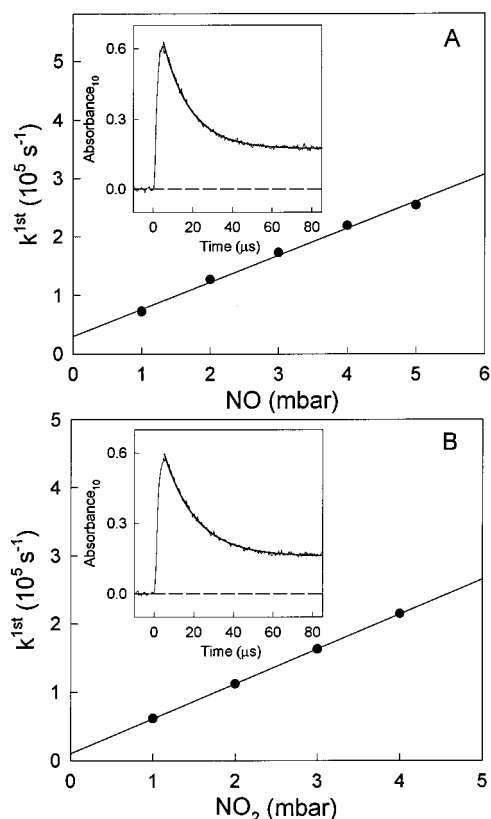 A
k¹ˢᵗ (10⁵ s⁻¹)
5
4
3
2
1
0
0 1 2 3 4 5 6
NO (mbar)
Absorbance₁₀
0.6
0.3
0.0
0 20 40 60 80
Time (μs)
B
k¹ˢᵗ (10⁵ s⁻¹)
5
4
3
2
1
0
0 1 2 3 4 5
NO₂ (mbar)
Absorbance₁₀
0.6
0.3
0.0
0 20 40 60 80
Time (μs)